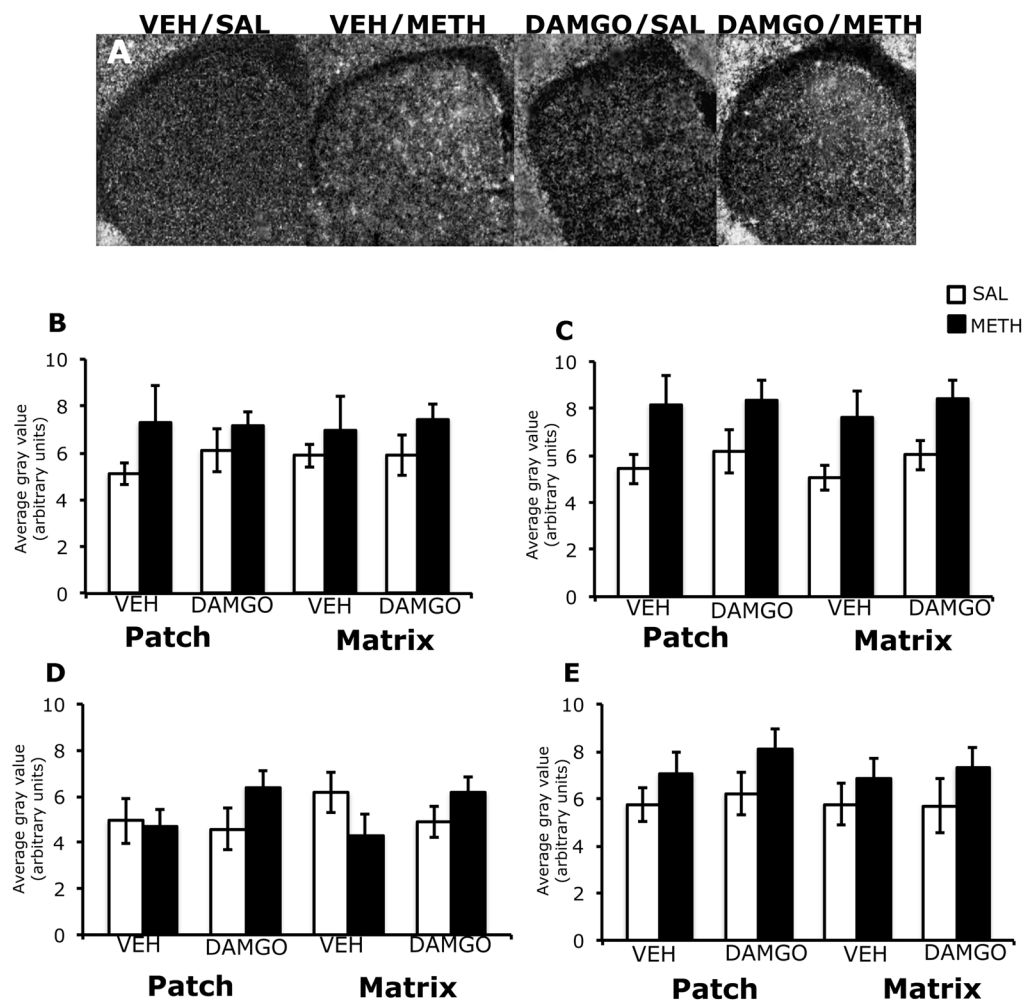 VEH/SAL VEH/METH DAMGO/SAL DAMGO/METH
A
SAL
METH
B
Average gray value
(arbitrary units)
10
8
6
4
2
0
VEH DAMGO VEH DAMGO
Patch Matrix
C
Average gray value
(arbitrary units)
10
8
6
4
2
0
VEH DAMGO VEH DAMGO
Patch Matrix
D
Average gray value
(arbitrary units)
10
8
6
4
2
0
VEH DAMGO VEH DAMGO
Patch Matrix
E
Average gray value
(arbitrary units)
10
8
6
4
2
0
VEH DAMGO VEH DAMGO
Patch Matrix